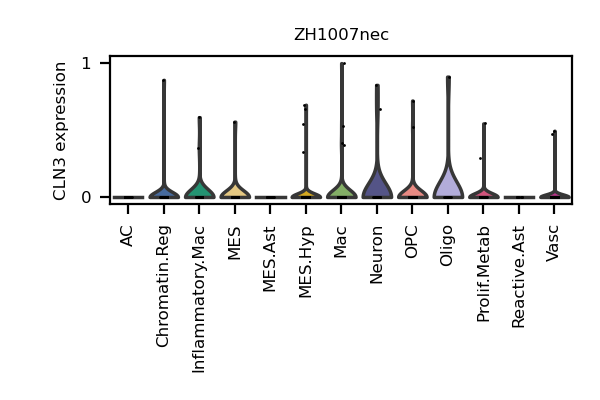 ZH1007nec
CLN3 expression
1
0
AC
Chromatin.Reg
Inflammatory.Mac
MES
MES.Ast
MES.Hyp
Mac
Neuron
OPC
Oligo
Prolif.Metab
Reactive.Ast
Vasc